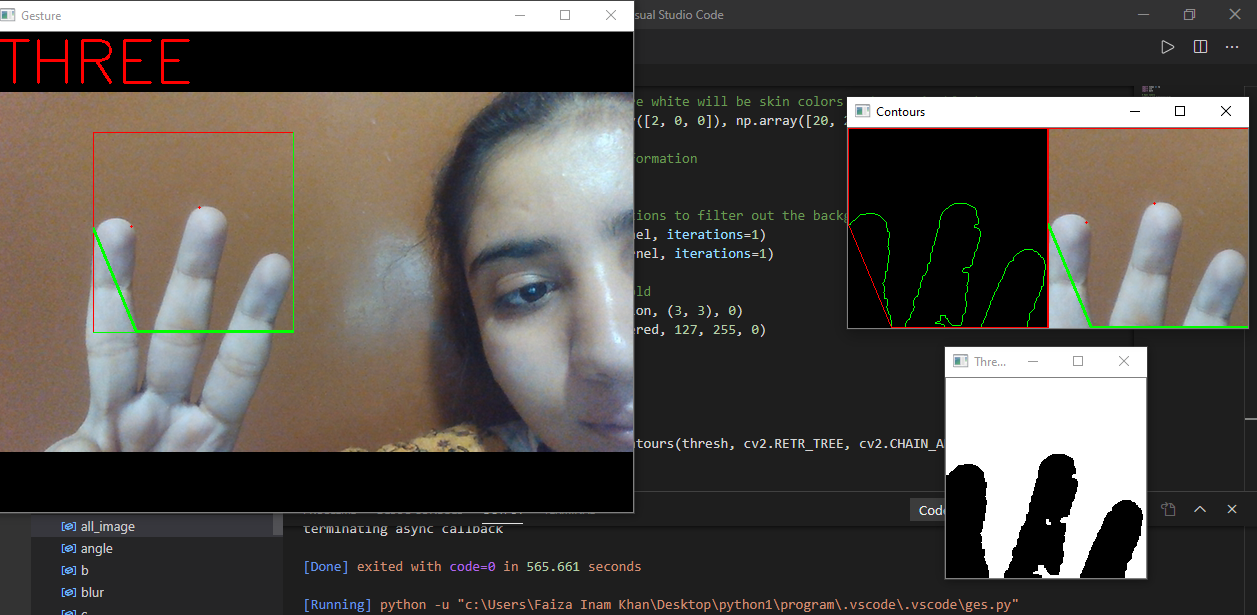 Gesture
THREE
sual Studio Code
e white will be skin colors
([2, 0, 0]), np.array([20,
ormation
ions to filter out the backg
nel, iterations=1)
rnel, iterations=1)
ld
on, (3, 3), 0)
red, 127, 255, 0)
tours(thresh, cv2.RETR_TREE, cv2.CHAIN_A
Contours
Thre...
Code
all_image
angle
b
blur
terminating async callback
[Done] exited with code=0 in 565.661 seconds
[Running] python -u "c:\Users\Faiza Inam Khan\Desktop\python1\program\.vscode\.vscode\ges.py"